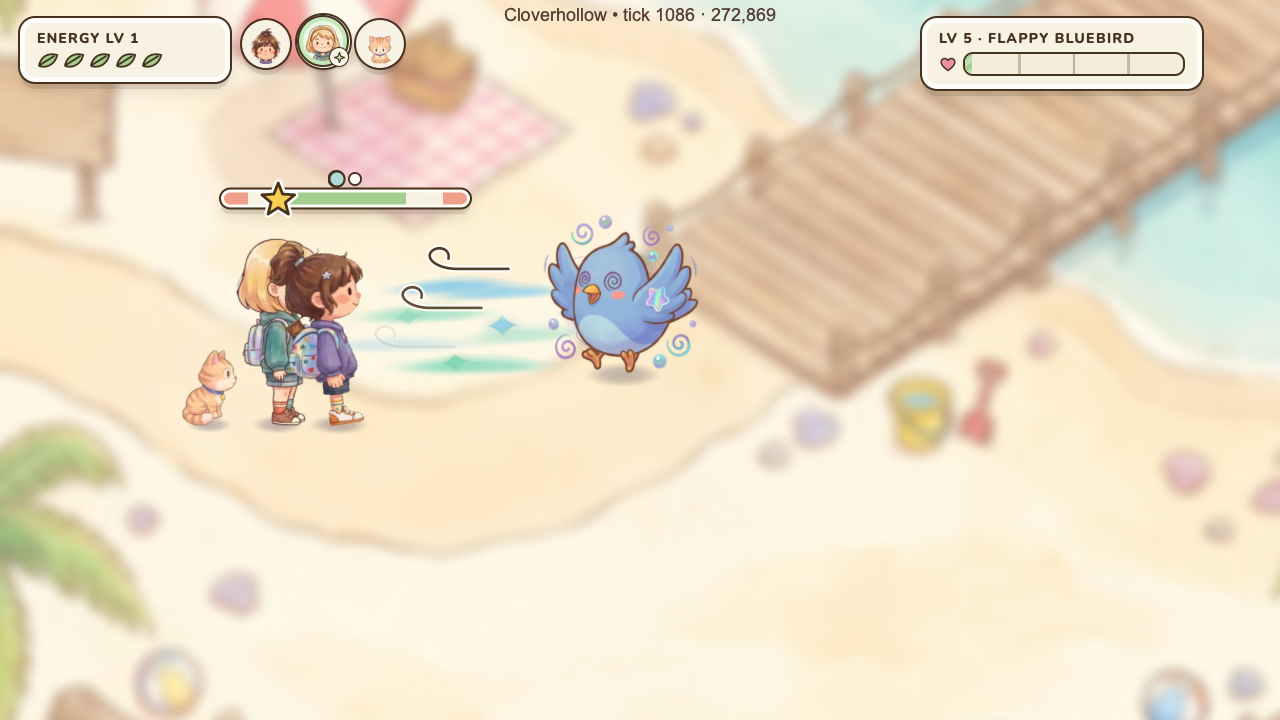 Cloverhollow • tick 1086 · 272,869
ENERGY LV 1
LV 5 · FLAPPY BLUEBIRD